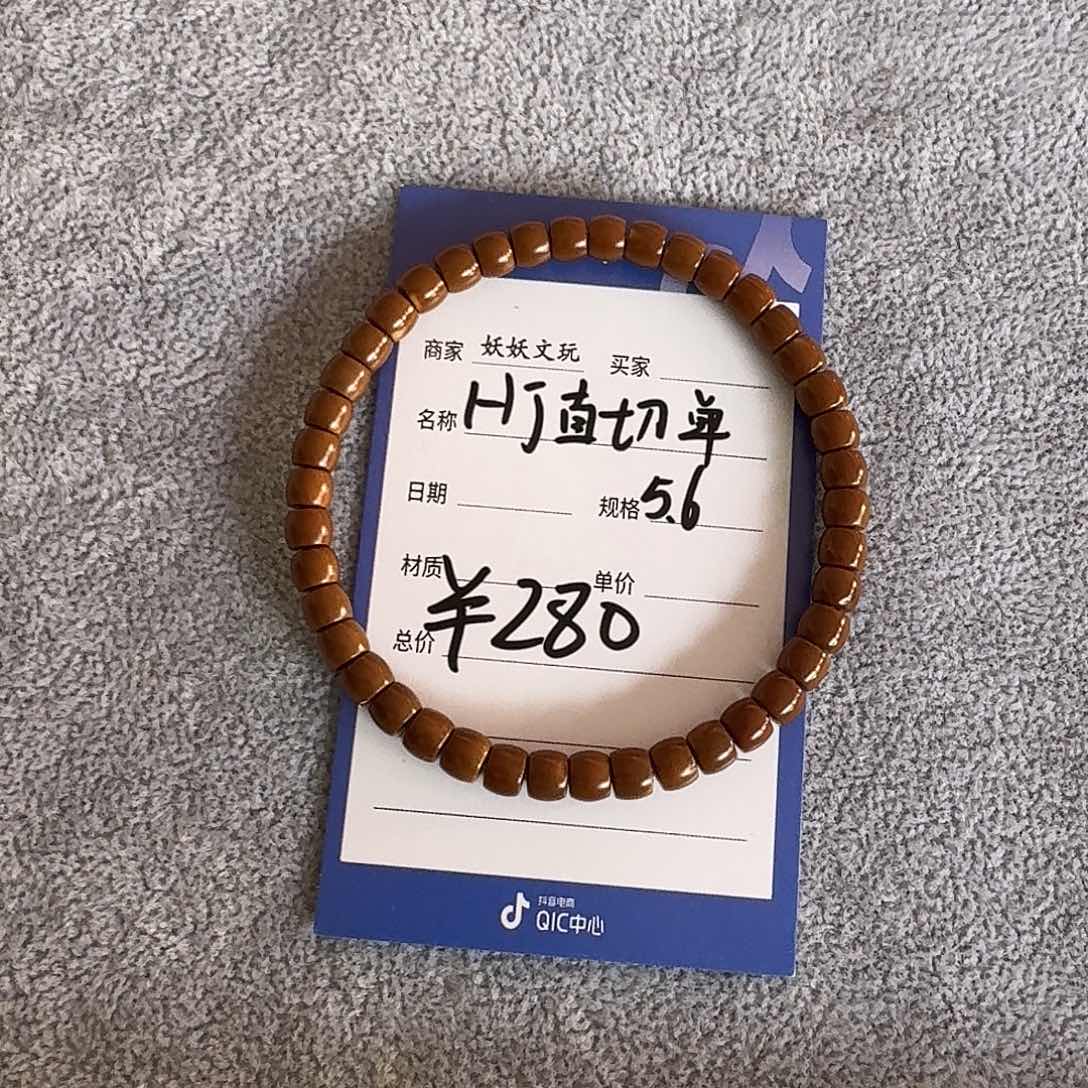 商家 妖妖文玩 买家
名称 HJ直切单
日期 规格 5.6
材质 单价
总价 ¥280
抖音电商
QIC中心